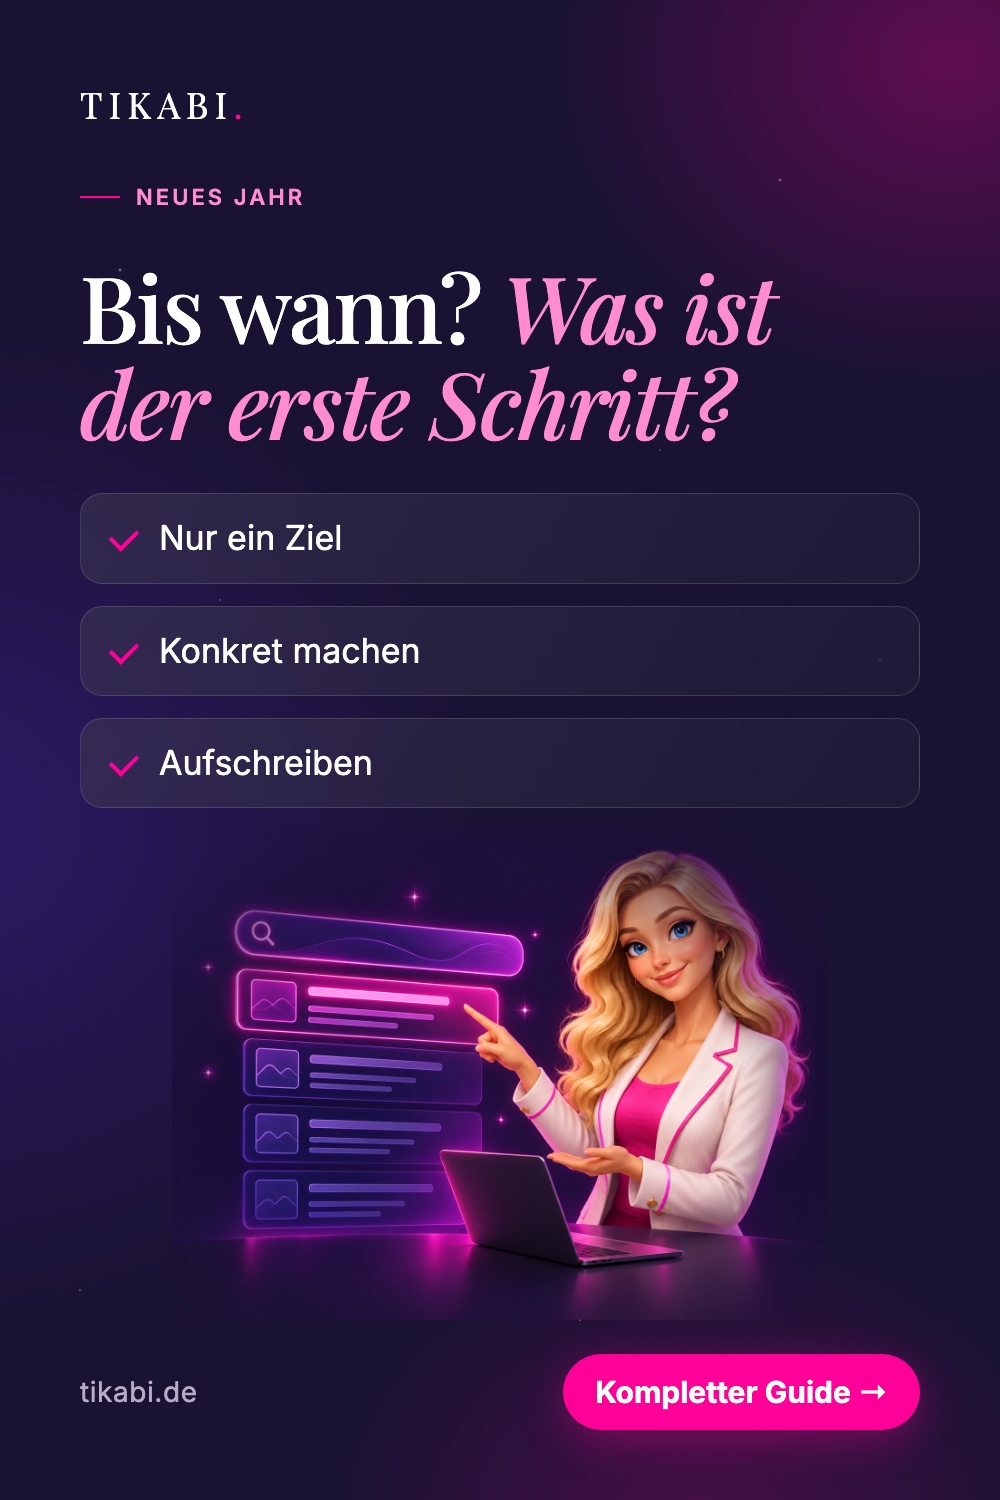 TIKABI.
NEUES JAHR
Bis wann? Was ist
der erste Schritt?
Nur ein Ziel
Konkret machen
Aufschreiben
tikabi.de
Kompletter Guide →